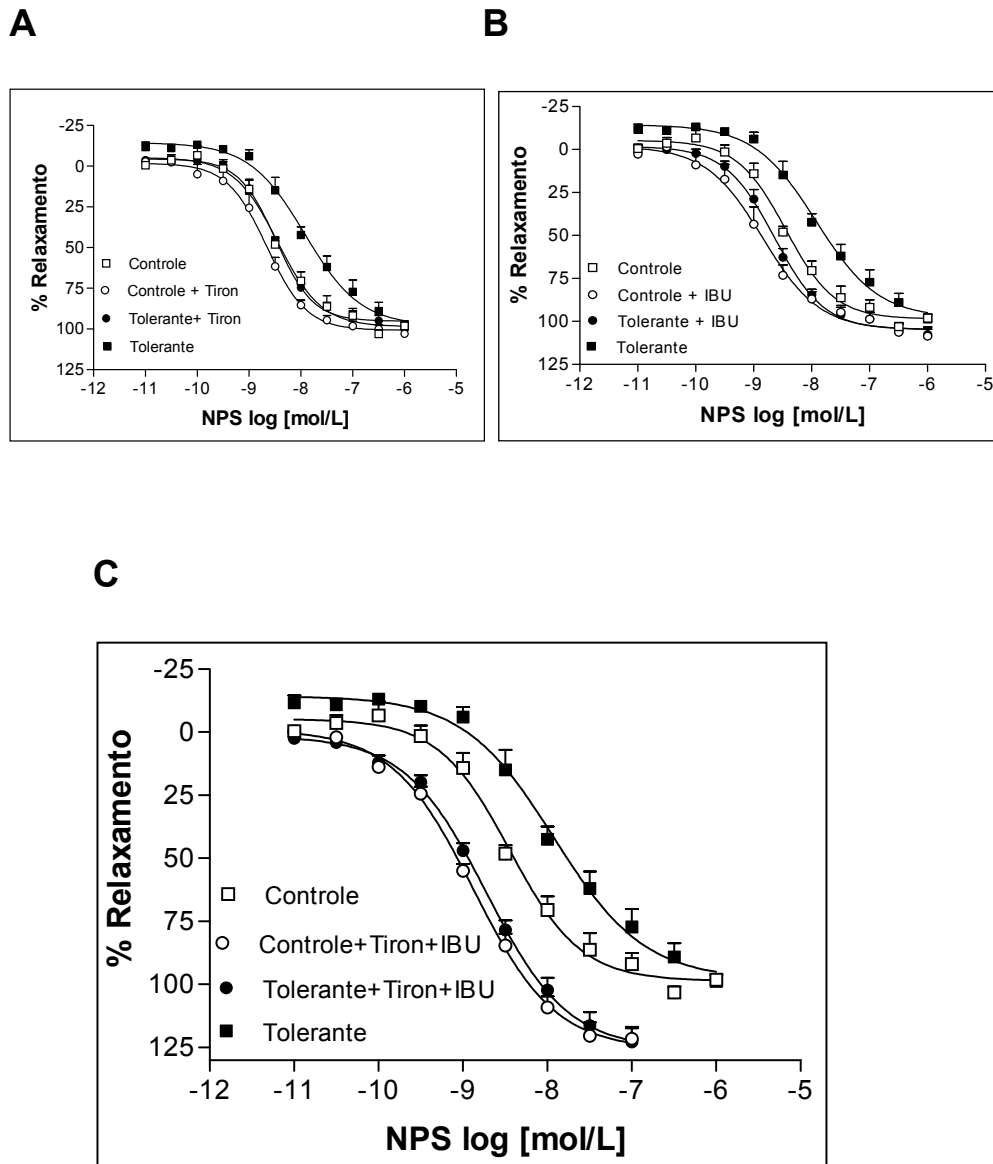 A
-25
0
25
50
75
100
125
% Relaxamento
Controle
Controle + Tiron
Tolerante+ Tiron
Tolerante
-12 -11 -10 -9 -8 -7 -6 -5
NPS log [mol/L]
B
-25
0
25
50
75
100
125
% Relaxamento
Controle
Controle + IBU
Tolerante + IBU
Tolerante
-12 -11 -10 -9 -8 -7 -6 -5
NPS log [mol/L]
C
-25
0
25
50
75
100
125
% Relaxamento
Controle
Controle+Tiron+IBU
Tolerante+Tiron+IBU
Tolerante
-12 -11 -10 -9 -8 -7 -6 -5
NPS log [mol/L]